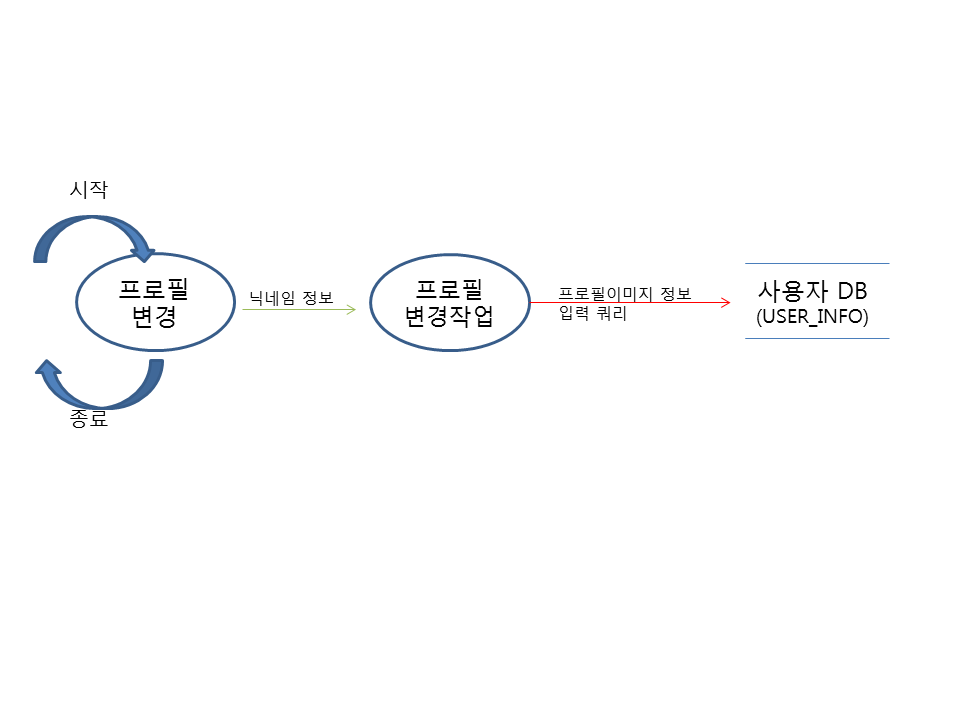 시작
프로필
변경
닉네임 정보
프로필
변경작업
프로필이미지 정보
입력 쿼리
사용자 DB
(USER_INFO)
종료